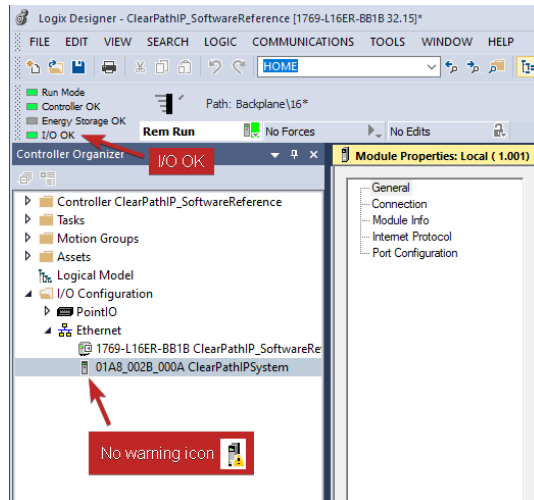 Logix Designer - ClearPathIP_SoftwareReference [1769-L16ER-BB1B 32.15]*
FILE EDIT VIEW SEARCH LOGIC COMMUNICATIONS TOOLS WINDOW HELP
HOME
Run Mode
Controller OK
Energy Storage OK
I/O OK
Path: Backplane\16*
Rem Run No Forces No Edits
I/O OK
Controller Organizer
Module Properties: Local (1.001)
Controller ClearPathIP_SoftwareReference
Tasks
Motion Groups
Assets
Logical Model
I/O Configuration
PointIO
Ethernet
1769-L16ER-BB1B ClearPathIP_SoftwareRe
01A8_002B_000A ClearPathIPSystem
No warning icon
General
Connection
Module Info
Internet Protocol
Port Configuration